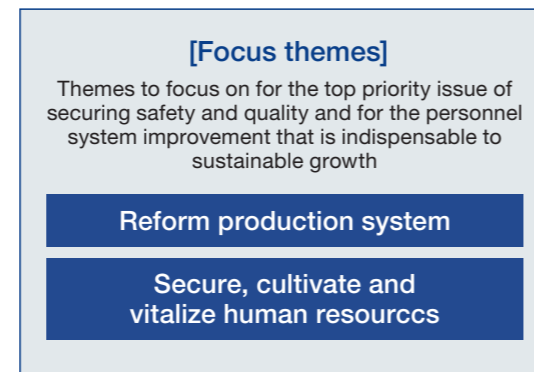 [Focus themes]
Themes to focus on for the top priority issue of
securing safety and quality and for the personnel
system improvement that is indispensable to
sustainable growth
Reform production system
Secure, cultivate and
vitalize human resourccs